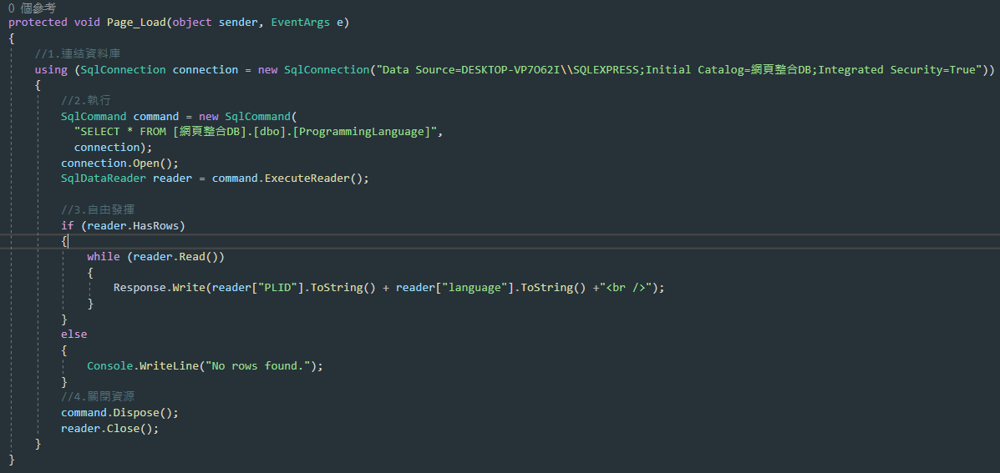 0 個參考
protected void Page_Load(object sender, EventArgs e)
{
//1.連結資料庫
using (SqlConnection connection = new SqlConnection("Data Source=DESKTOP-VP7O62I\\SQLEXPRESS;Initial Catalog=網頁整合DB;Integrated Security=True"))
{
//2.執行
SqlCommand command = new SqlCommand(
"SELECT * FROM [網頁整合DB].[dbo].[ProgrammingLanguage]",
connection);
connection.Open();
SqlDataReader reader = command.ExecuteReader();
//3.自由發揮
if (reader.HasRows)
{
while (reader.Read())
{
Response.Write(reader["PLID"].ToString() + reader["language"].ToString() +"<br />");
}
}
else
{
Console.WriteLine("No rows found.");
}
//4.關閉資源
command.Dispose();
reader.Close();
}
}